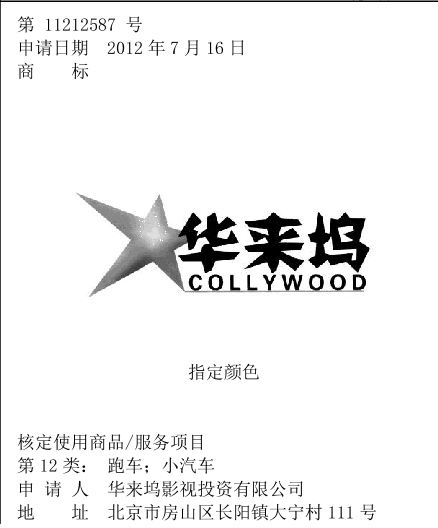 第 11212587 号
申请日期 2012 年 7 月 16 日
商 标
华来坞
COLLYWOOD
指定颜色
核定使用商品/服务项目
第 12 类： 跑车；小汽车
申 请 人 华来坞影视投资有限公司
地 址 北京市房山区长阳镇大宁村 111 号